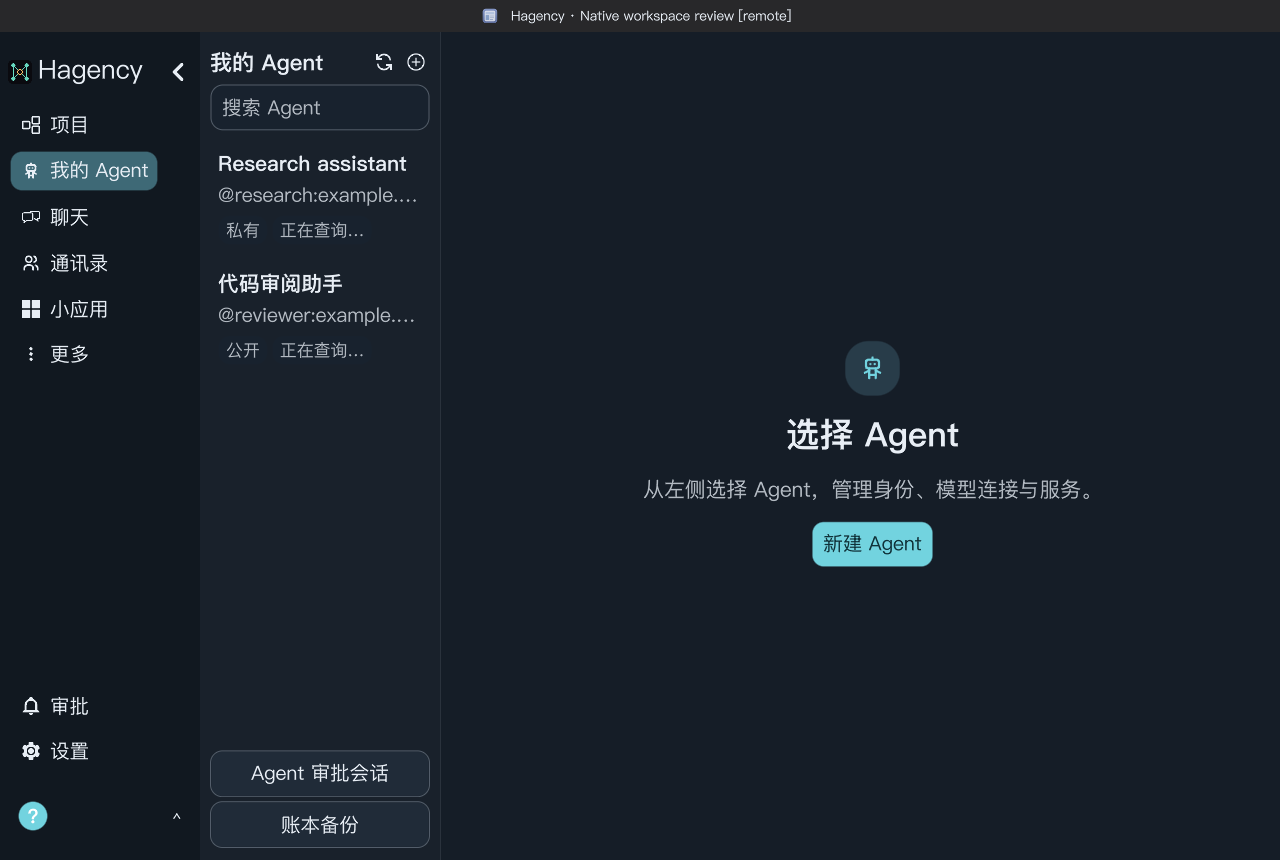 Hagency · Native workspace review [remote]
Hagency
项目
我的 Agent
聊天
通讯录
小应用
更多
审批
设置
?
我的 Agent
搜索 Agent
Research assistant
@research:example....
私有 正在查询...
代码审阅助手
@reviewer:example....
公开 正在查询...
Agent 审批会话
账本备份
选择 Agent
从左侧选择 Agent，管理身份、模型连接与服务。
新建 Agent